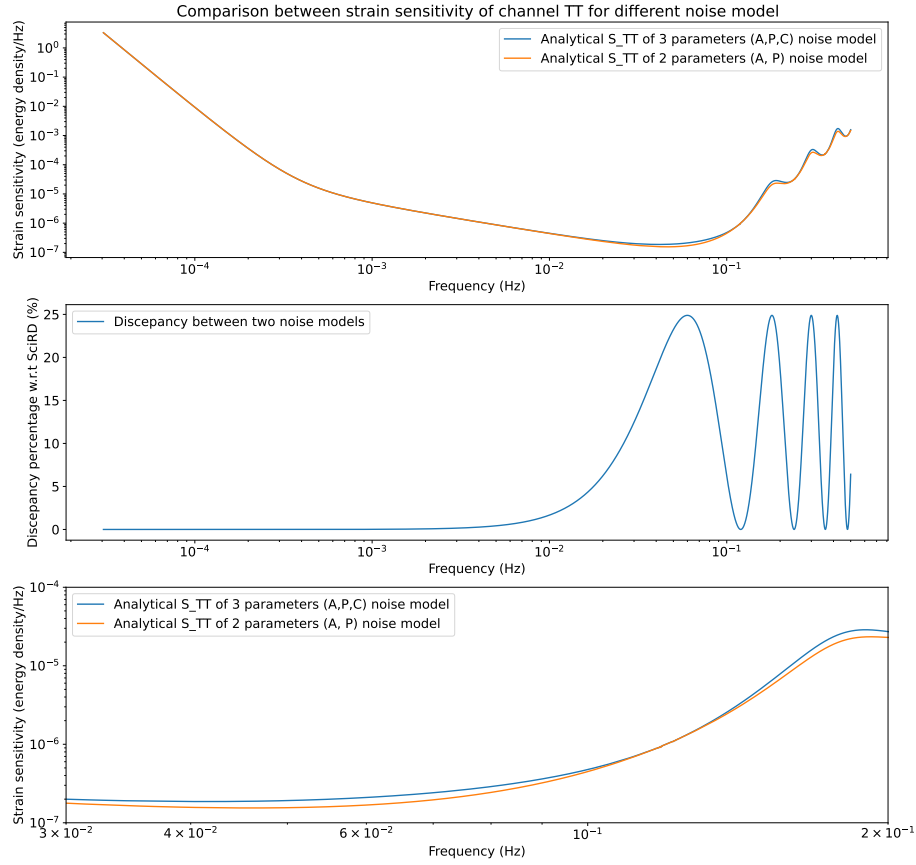 Comparison between strain sensitivity of channel TT for different noise model
Strain sensitivity (energy density/Hz)
10⁰
10⁻¹
10⁻²
10⁻³
10⁻⁴
10⁻⁵
10⁻⁶
10⁻⁷
Analytical S_TT of 3 parameters (A,P,C) noise model
Analytical S_TT of 2 parameters (A, P) noise model
10⁻⁴ 10⁻³ 10⁻² 10⁻¹
Frequency (Hz)
Discepancy percentage w.r.t SciRD (%)
25
20
15
10
5
0
Discepancy between two noise models
10⁻⁴ 10⁻³ 10⁻² 10⁻¹
Frequency (Hz)
Strain sensitivity (energy density/Hz)
10⁻⁴
10⁻⁵
10⁻⁶
10⁻⁷
Analytical S_TT of 3 parameters (A,P,C) noise model
Analytical S_TT of 2 parameters (A, P) noise model
3 × 10⁻² 4 × 10⁻² 6 × 10⁻² 10⁻¹ 2 × 10⁻¹
Frequency (Hz)